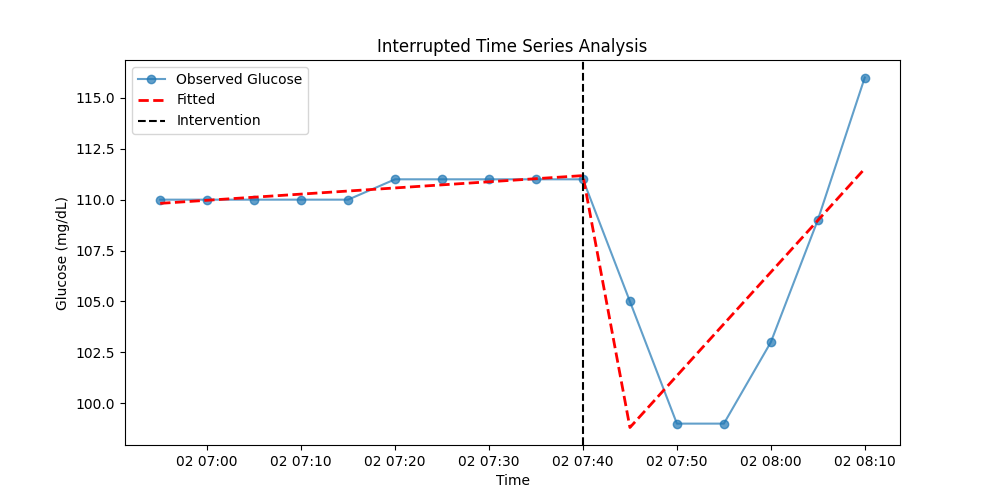 Interrupted Time Series Analysis
Observed Glucose
Fitted
Intervention
Glucose (mg/dL)
115.0
112.5
110.0
107.5
105.0
102.5
100.0
02 07:00 02 07:10 02 07:20 02 07:30 02 07:40 02 07:50 02 08:00 02 08:10
Time